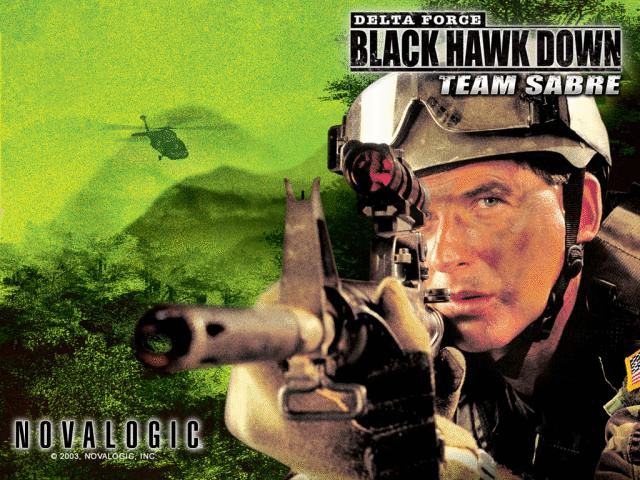 DELTA FORCE
BLACK HAWK DOWN
TEAM SABRE
NOVALOGIC
© 2003, NOVALOGIC, INC.